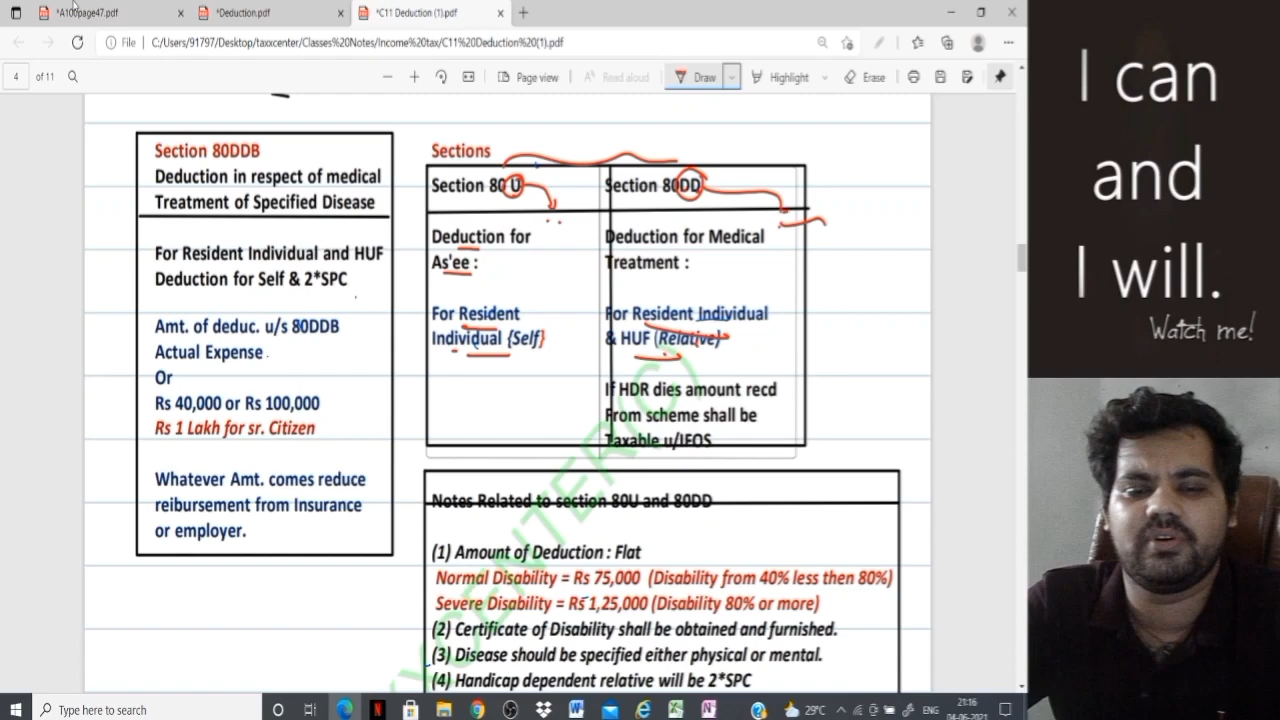 *A100page47.pdf
*Deduction.pdf
*C11 Deduction (1).pdf
File
C:/Users/91797/Desktop/taxxcenter/Classes%20Notes/Income%20tax/C11%20Deduction%20(1).pdf
4 of 11
Page view
Read aloud
Draw
Highlight
Erase
Section 80DDB
Deduction in respect of medical
Treatment of Specified Disease
For Resident Individual and HUF
Deduction for Self & 2*SPC
Amt. of deduc. u/s 80DDB
Actual Expense
Or
Rs 40,000 or Rs 100,000
Rs 1 Lakh for sr. Citizen
Whatever Amt. comes reduce
reibursement from Insurance
or employer.
Sections
Section 80 U
Deduction for
As'ee :
For Resident
Individual {Self}
Section 80DD
Deduction for Medical
Treatment :
For Resident Individual
& HUF (Relative)
If HDR dies amount recd
From scheme shall be
Taxable u/IFOS
Notes Related to section 80U and 80DD
(1) Amount of Deduction : Flat
Normal Disability = Rs 75,000 (Disability from 40% less then 80%)
Severe Disability = Rs 1,25,000 (Disability 80% or more)
(2) Certificate of Disability shall be obtained and furnished.
(3) Disease should be specified either physical or mental.
(4) Handicap dependent relative will be 2*SPC
XXCENTER(C)
I can
and
I will.
Watch me!
Type here to search
29°C
ENG
21:16
04-06-2021